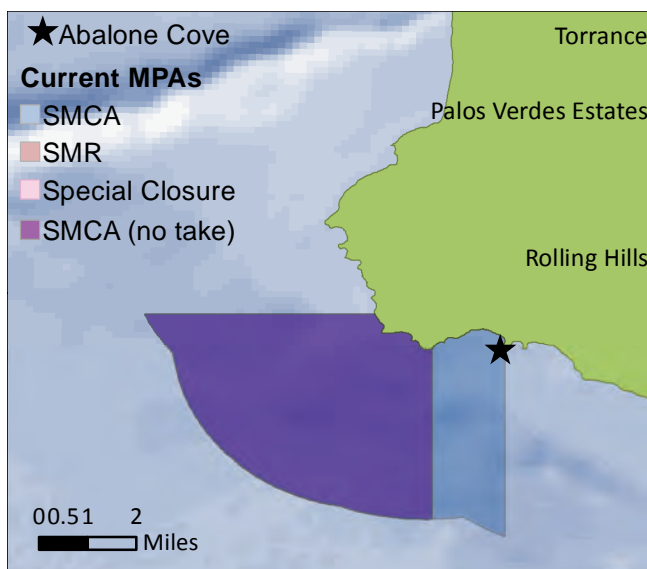 Abalone Cove
Current MPAs
SMCA
SMR
Special Closure
SMCA (no take)
Torrance
Palos Verdes Estates
Rolling Hills
00.51 2
Miles